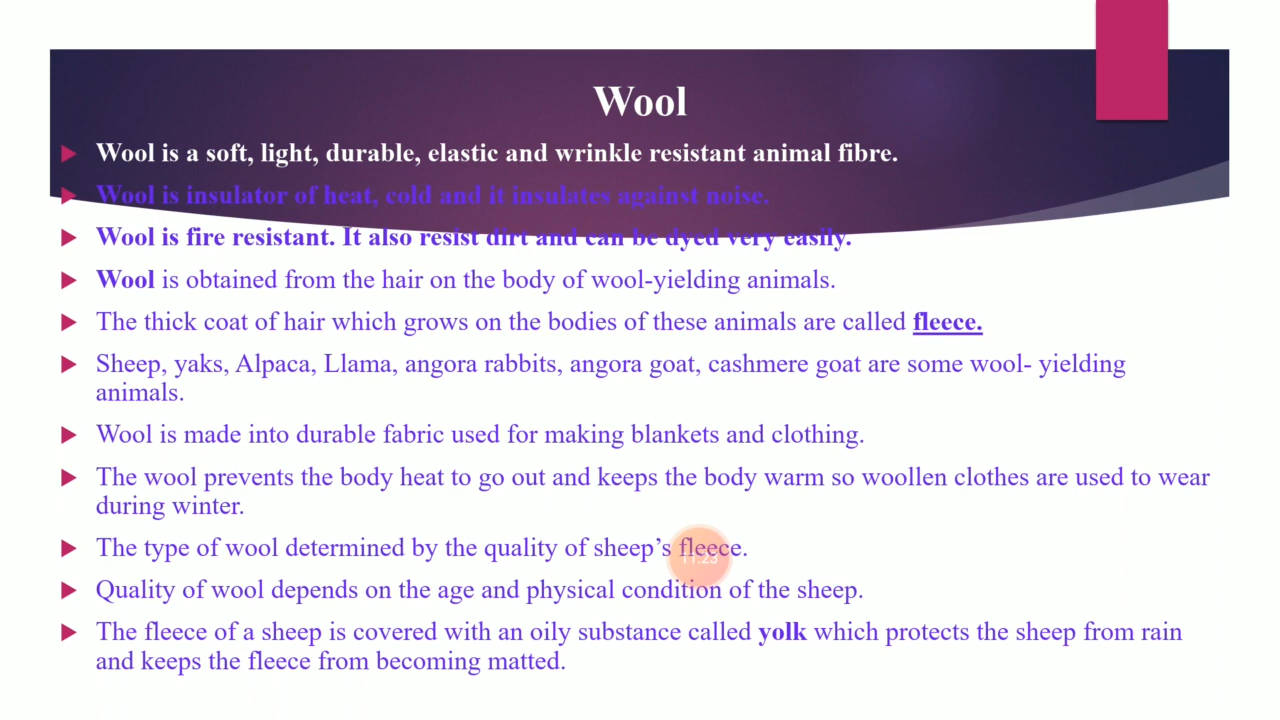 Wool
Wool is a soft, light, durable, elastic and wrinkle resistant animal fibre.
Wool is insulator of heat, cold and it insulates against noise.
Wool is fire resistant. It also resist dirt and can be dyed very easily.
Wool is obtained from the hair on the body of wool-yielding animals.
The thick coat of hair which grows on the bodies of these animals are called fleece.
Sheep, yaks, Alpaca, Llama, angora rabbits, angora goat, cashmere goat are some wool- yielding
animals.
Wool is made into durable fabric used for making blankets and clothing.
The wool prevents the body heat to go out and keeps the body warm so woollen clothes are used to wear
during winter.
The type of wool determined by the quality of sheep’s fleece.
11:23
Quality of wool depends on the age and physical condition of the sheep.
The fleece of a sheep is covered with an oily substance called yolk which protects the sheep from rain
and keeps the fleece from becoming matted.